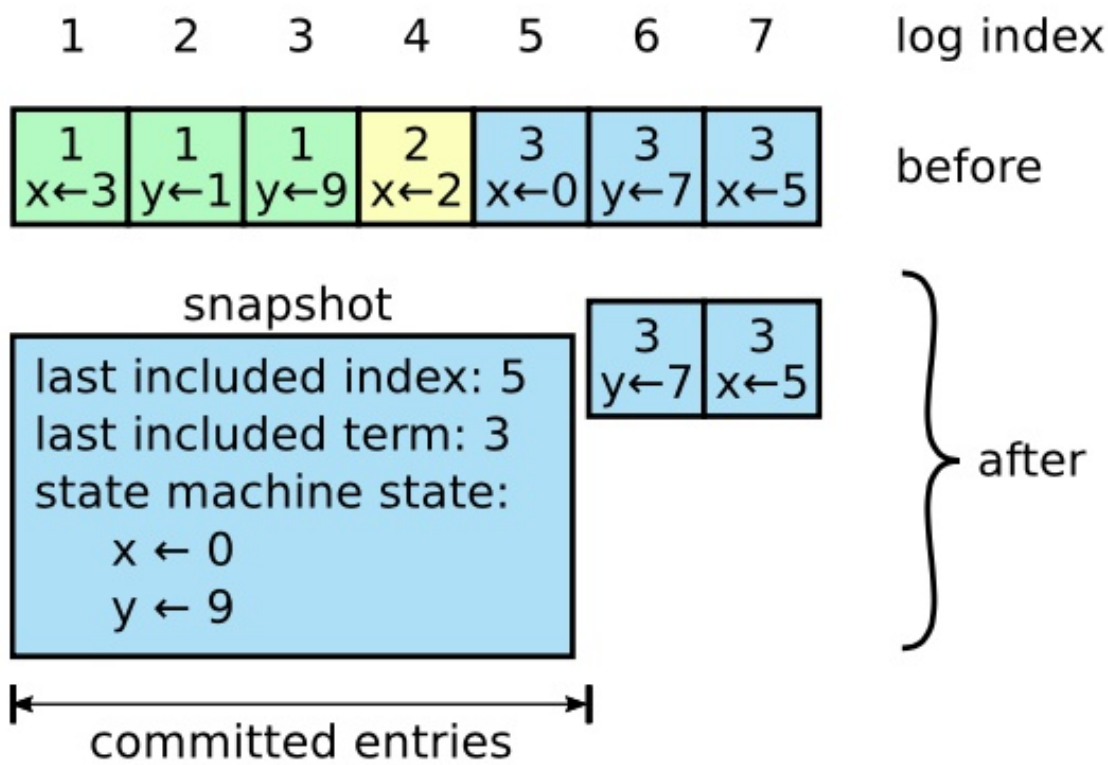 1 2 3 4 5 6 7 log index
1 1 1 2 3 3 3
x←3 y←1 y←9 x←2 x←0 y←7 x←5 before
snapshot
last included index: 5
last included term: 3
state machine state:
x ← 0
y ← 9
3 3
y←7 x←5
after
committed entries